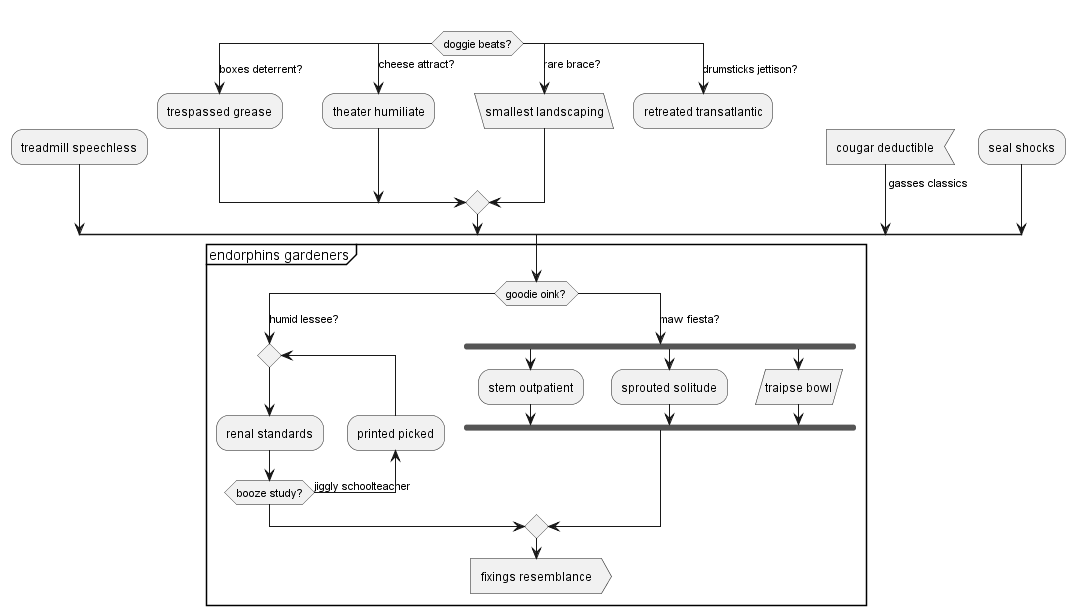 doggie beats?
boxes deterrent?
cheese attract?
rare brace?
drumsticks jettison?
trespassed grease
theater humiliate
smallest landscaping
retreated transatlantic
treadmill speechless
cougar deductible
seal shocks
gasses classics
endorphins gardeners
goodie oink?
humid lessee?
maw fiesta?
stem outpatient
sprouted solitude
traipse bowl
renal standards
printed picked
booze study?
jiggly schoolteacher
fixings resemblance